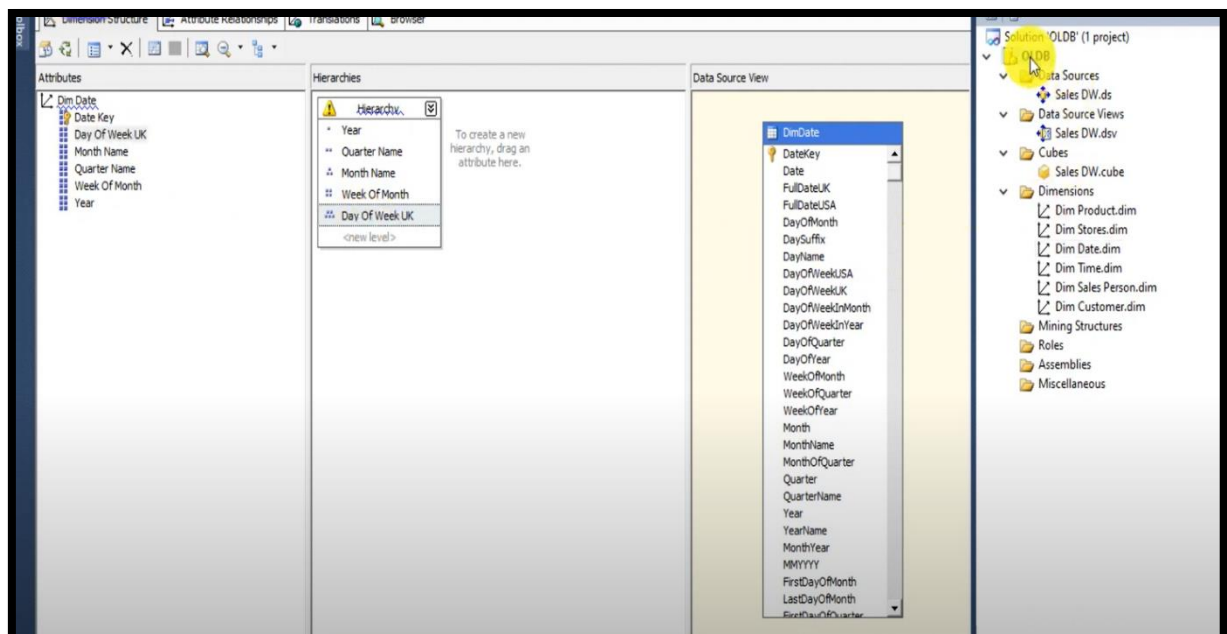 Dimension Structure Attribute Relationships Translations Browser
Solution 'OLDB' (1 project)
OLDB
Data Sources
Sales DW.ds
Data Source Views
Sales DW.dsv
Cubes
Sales DW.cube
Dimensions
Dim Product.dim
Dim Stores.dim
Dim Date.dim
Dim Time.dim
Dim Sales Person.dim
Dim Customer.dim
Mining Structures
Roles
Assemblies
Miscellaneous
Attributes
Dim Date
Date Key
Day Of Week UK
Month Name
Quarter Name
Week Of Month
Year
Hierarchies
Hierarchy
Year
Quarter Name
Month Name
Week Of Month
Day Of Week UK
<new level>
To create a new
hierarchy, drag an
attribute here.
Data Source View
DimDate
DateKey
Date
FullDateUK
FullDateUSA
DayOfMonth
DaySuffix
DayName
DayOfWeekUSA
DayOfWeekUK
DayOfWeekInMonth
DayOfWeekInYear
DayOfQuarter
DayOfYear
WeekOfMonth
WeekOfQuarter
WeekOfYear
Month
MonthName
MonthOfQuarter
Quarter
QuarterName
Year
YearName
MonthYear
MMYYYY
FirstDayOfMonth
LastDayOfMonth
FirstDayOfQuarter